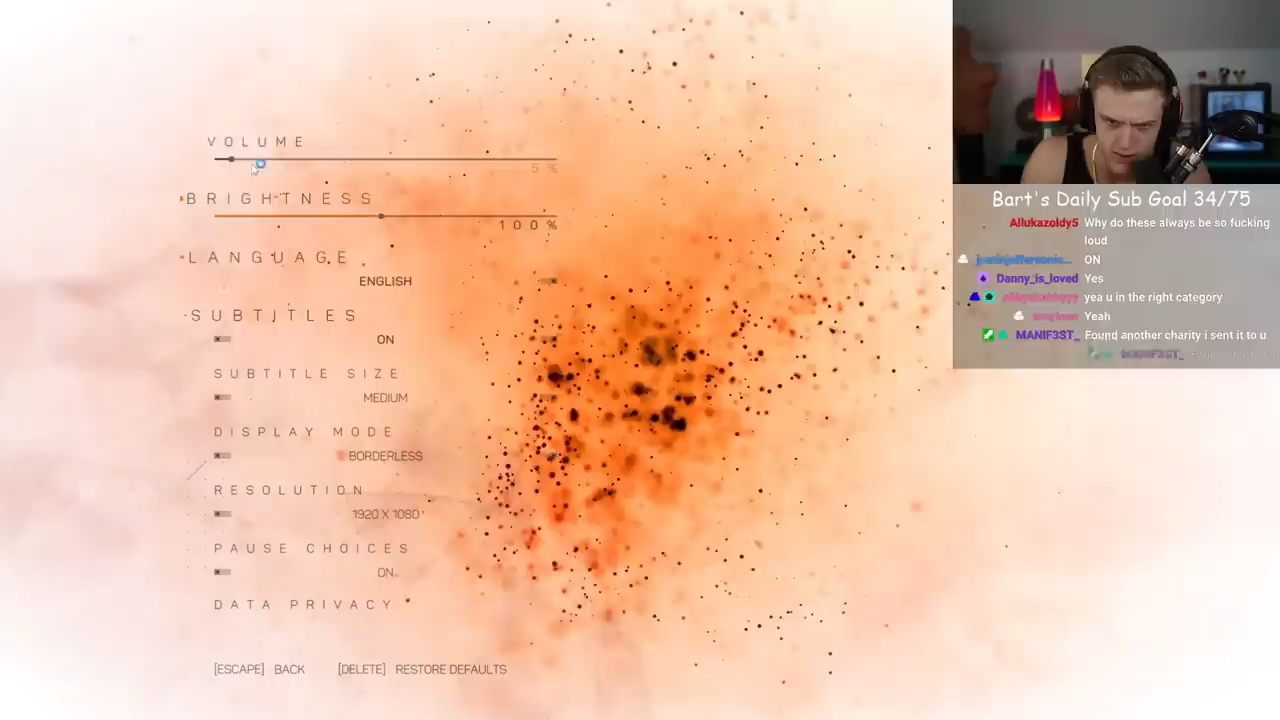 VOLUME
5 %
BRIGHTNESS
100%
LANGUAGE
ENGLISH
SUBTITLES
ON
SUBTITLE SIZE
MEDIUM
DISPLAY MODE
BORDERLESS
RESOLUTION
1920 X 1080
PAUSE CHOICES
ON
DATA PRIVACY
[ESCAPE] BACK [DELETE] RESTORE DEFAULTS
Bart's Daily Sub Goal 34/75
Allukazoldy5 Why do these always be so fucking
loud
ON
Danny_is_loved Yes
yea u in the right category
Yeah
MAN1F3ST_ Found another charity i sent it to u